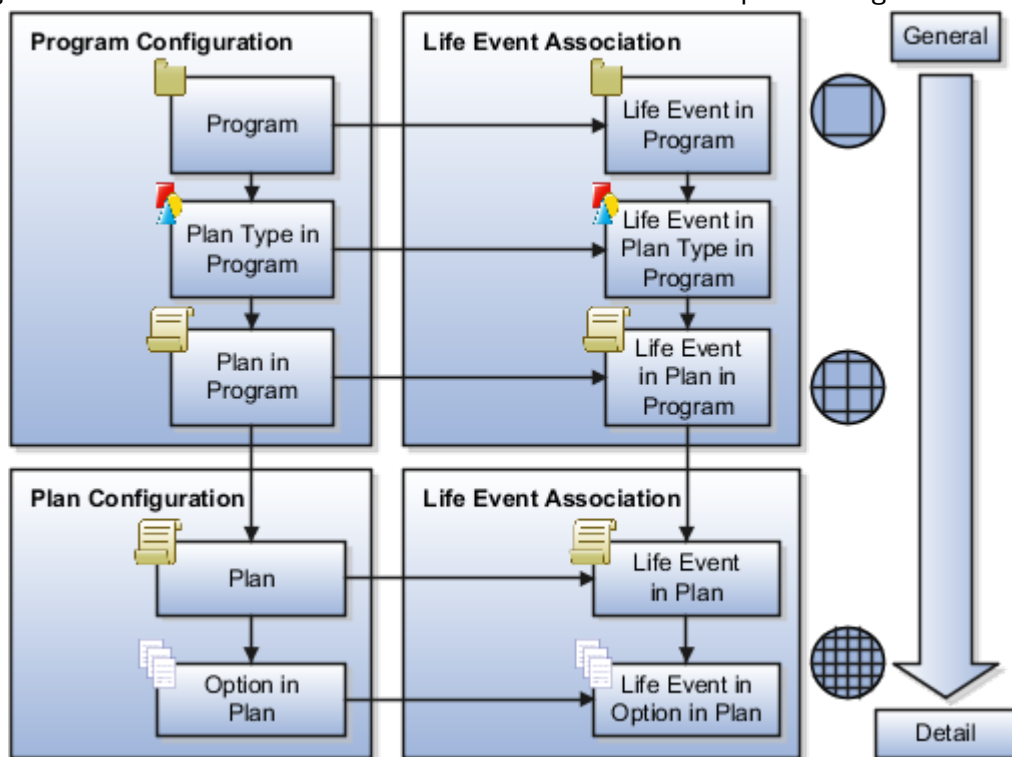 Program Configuration
Life Event Association
General
Program
Life Event in
Program
Plan Type in
Program
Life Event in
Plan Type in
Program
Plan in
Program
Life Event
in Plan in
Program
Plan Configuration
Life Event Association
Plan
Life Event
in Plan
Option in
Plan
Life Event in
Option in Plan
Detail